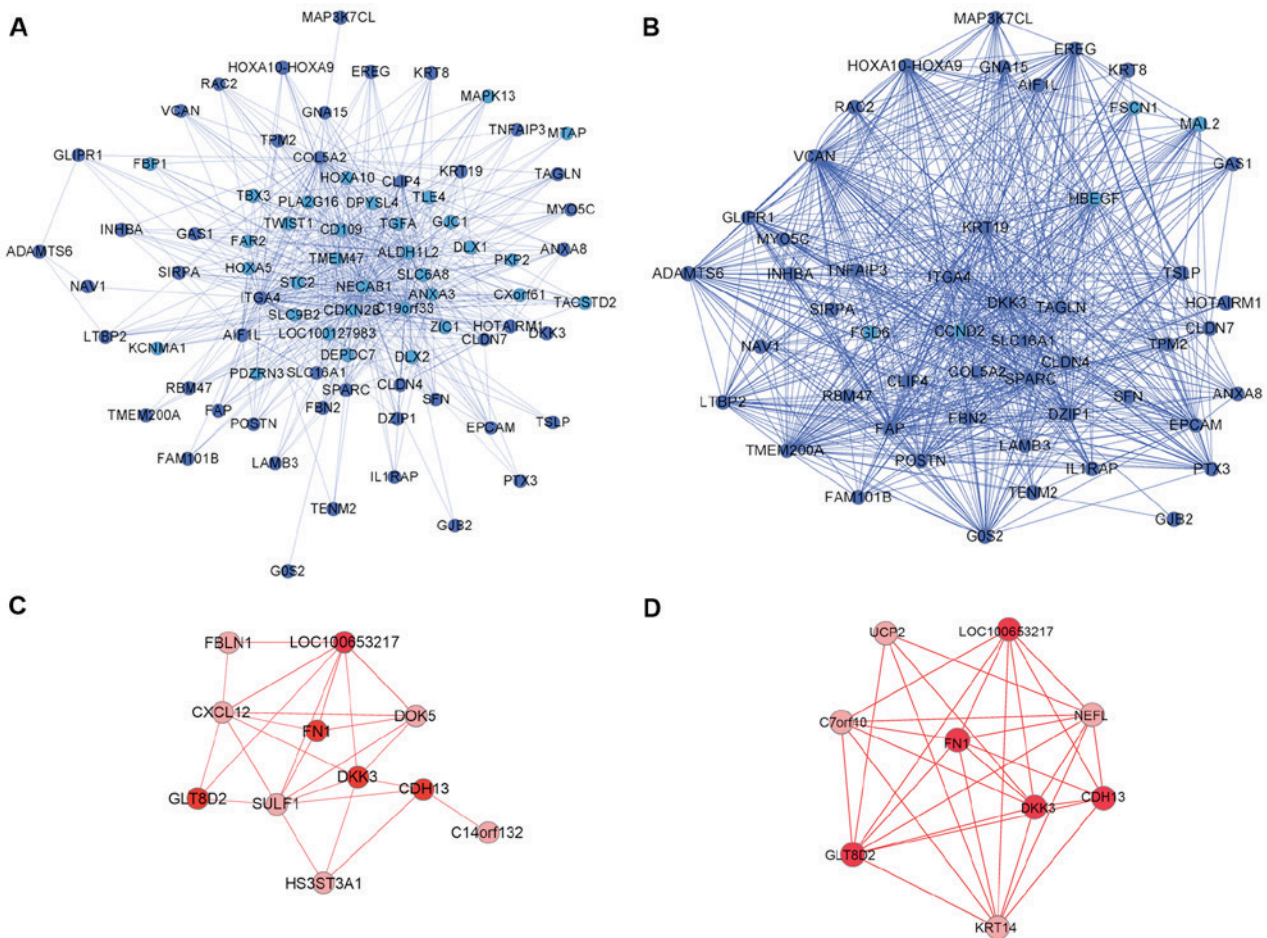 A
MAP3K7CL
HOXA10-HOXA9
EREG
KRT8
RAC2
MAPK13
VCAN
GNA15
TNFAIP3
MTAP
TPM2
GLIPR1
FBP1
COL5A2
HOXA10
CLIP4
KRT19
TAGLN
TBX3
PLA2G16
DPYSL4
TLE4
MYO5C
TWIST1
TGFA
GJC1
INHBA
GAS1
CD109
ANXA8
FAR2
ALDH1L2
DLX1
ADAMTS6
TMEM47
PKP2
SIRPA
HOXA5
SLC6A8
NAV1
STC2
NECAB1
ANXA3
CXorf61
ITGA4
TACSTD2
SLC9B2
CDKN2B
C19orf33
LTBP2
AIF1L
LOC100127983
ZIC1
HOTAIRM1
DKK3
KCNMA1
CLDN7
DEPDC7
DLX2
PDZRN3
SLC16A1
RBM47
SPARC
CLDN4
SFN
TMEM200A
FAP
FBN2
POSTN
DZIP1
EPCAM
TSLP
FAM101B
LAMB3
IL1RAP
PTX3
TENM2
GJB2
G0S2
B
MAP3K7CL
EREG
HOXA10-HOXA9
GNA15
KRT8
AIF1L
RAC2
FSCN1
MAL2
VCAN
GAS1
HBEGF
GLIPR1
KRT19
MYO5C
ADAMTS6
INHBA
TNFAIP3
ITGA4
TSLP
DKK3
TAGLN
HOTAIRM1
SIRPA
FGD6
CCND2
CLDN7
NAV1
SLC16A1
TPM2
CLDN4
COL5A2
CLIP4
SPARC
LTBP2
RBM47
SFN
ANXA8
FBN2
DZIP1
FAP
EPCAM
TMEM200A
LAMB3
POSTN
IL1RAP
PTX3
FAM101B
TENM2
GJB2
G0S2
C
FBLN1
LOC100653217
CXCL12
DOK5
FN1
DKK3
CDH13
GLT8D2
SULF1
C14orf132
HS3ST3A1
D
UCP2
LOC100653217
C7orf10
NEFL
FN1
CDH13
DKK3
GLT8D2
KRT14